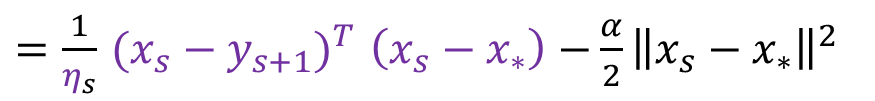 = 1/η_s (x_s − y_{s+1})^T (x_s − x_*) − α/2 ‖x_s − x_*‖^2